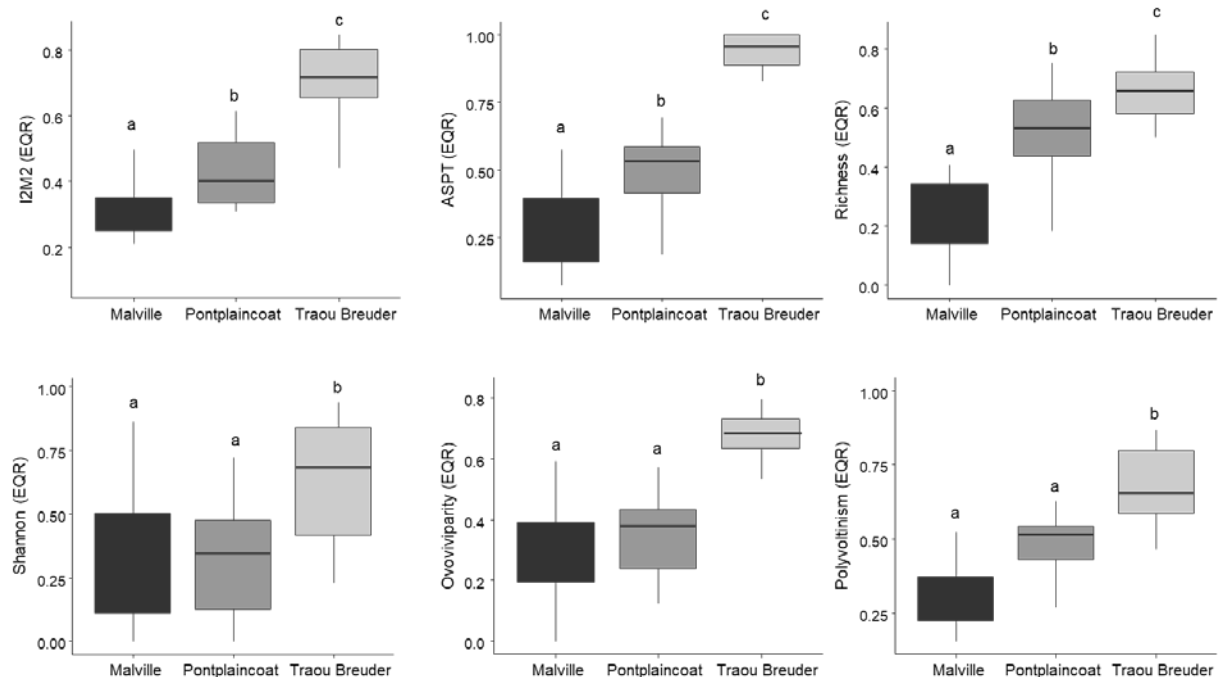 I2M2 (EQR)
0.8
0.6
0.4
0.2
a
b
c
Malville Pontplaincoat Traou Breuder
ASPT (EQR)
1.00
0.75
0.50
0.25
a
b
c
Malville Pontplaincoat Traou Breuder
Richness (EQR)
0.8
0.6
0.4
0.2
0.0
a
b
c
Malville Pontplaincoat Traou Breuder
Shannon (EQR)
1.00
0.75
0.50
0.25
0.00
a
a
b
Malville Pontplaincoat Traou Breuder
Ovoviviparity (EQR)
0.8
0.6
0.4
0.2
0.0
a
a
b
Malville Pontplaincoat Traou Breuder
Polyvoltinism (EQR)
1.00
0.75
0.50
0.25
a
a
b
Malville Pontplaincoat Traou Breuder